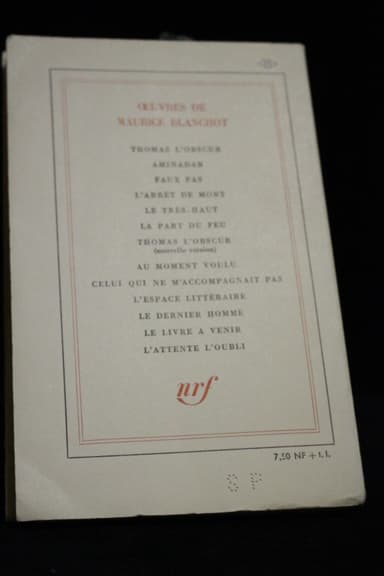 ŒUVRES DE
MAURICE BLANCHOT
THOMAS L'OBSCUR
AMINADAB
FAUX PAS
L'ARRÊT DE MORT
LE TRÈS-HAUT
LA PART DU FEU
THOMAS L'OBSCUR
(nouvelle version)
AU MOMENT VOULU
CELUI QUI NE M'ACCOMPAGNAIT PAS
L'ESPACE LITTÉRAIRE
LE DERNIER HOMME
LE LIVRE A VENIR
L'ATTENTE L'OUBLI
nrf
7,50 NF + t. l.
S P